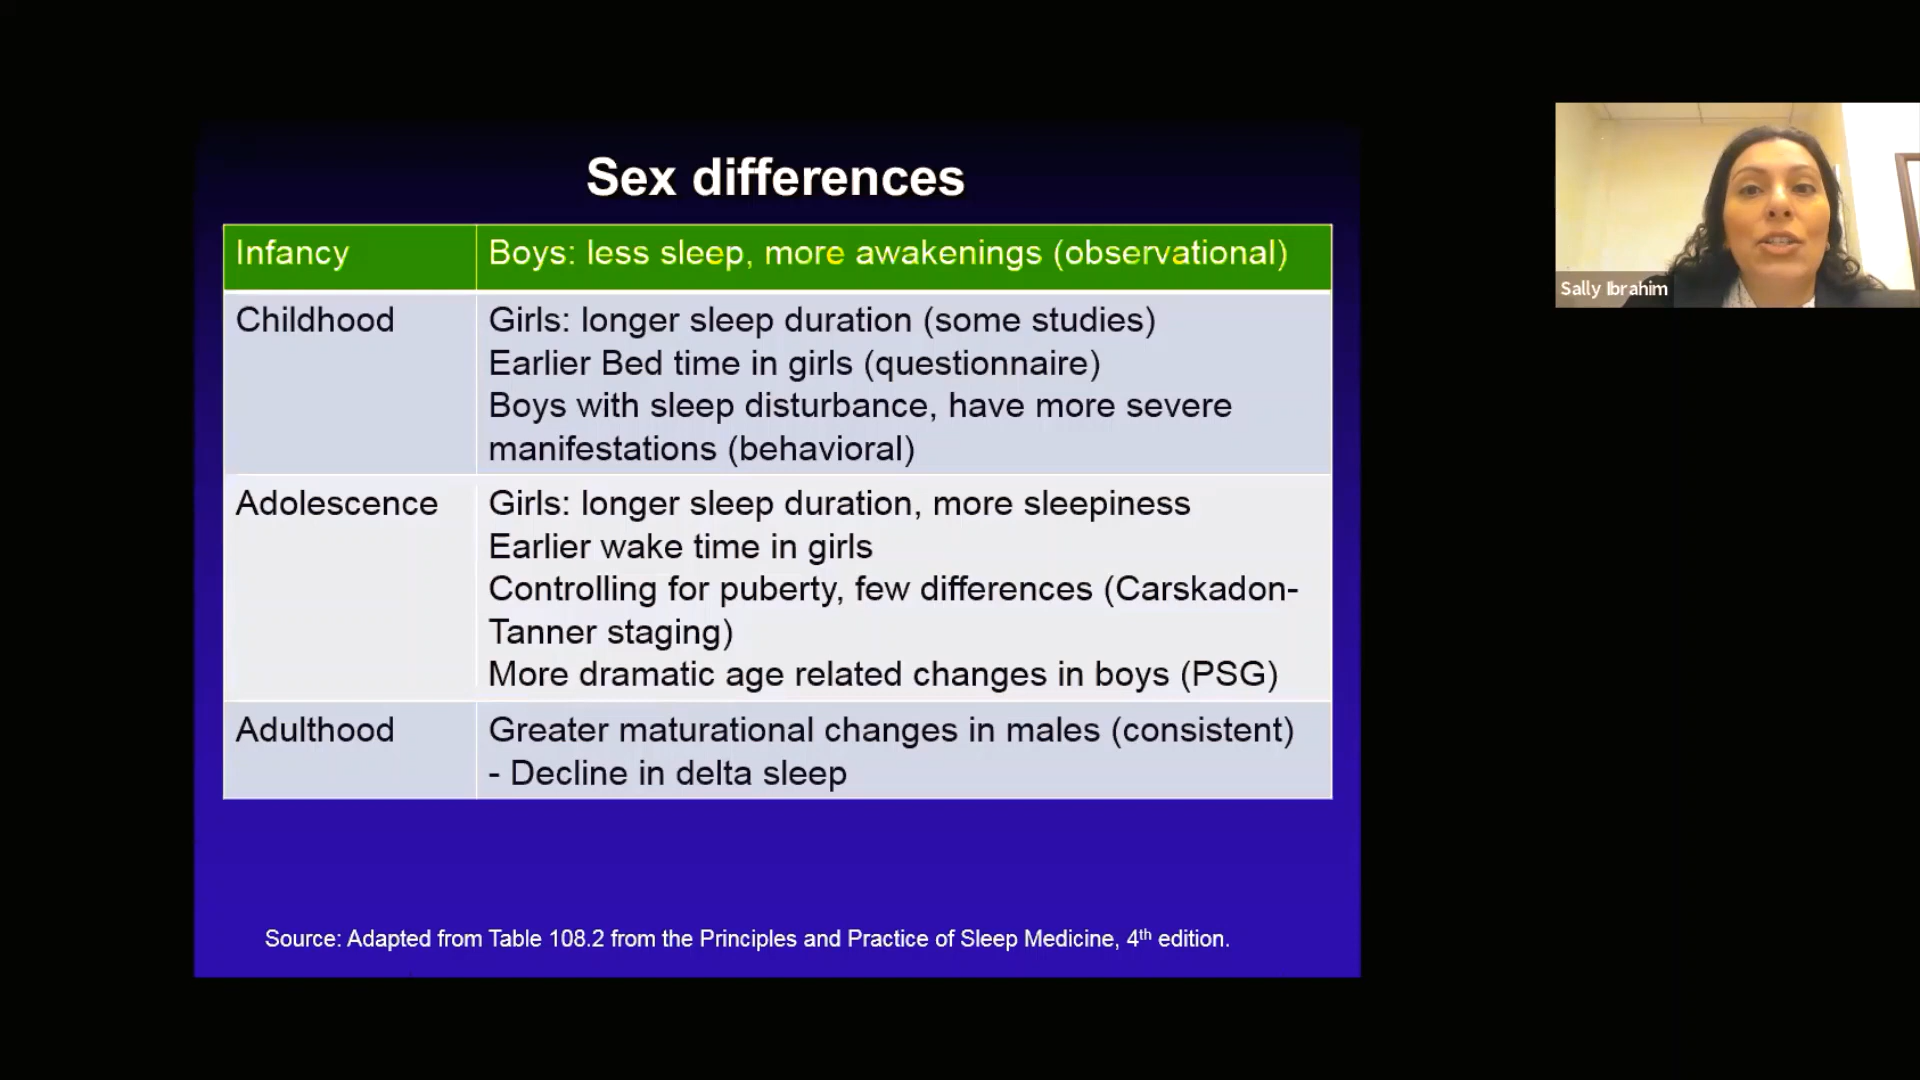 Sex differences
Infancy
Boys: less sleep, more awakenings (observational)
Childhood
Girls: longer sleep duration (some studies)
Earlier Bed time in girls (questionnaire)
Boys with sleep disturbance, have more severe
manifestations (behavioral)
Adolescence
Girls: longer sleep duration, more sleepiness
Earlier wake time in girls
Controlling for puberty, few differences (Carskadon-
Tanner staging)
More dramatic age related changes in boys (PSG)
Adulthood
Greater maturational changes in males (consistent)
- Decline in delta sleep
Source: Adapted from Table 108.2 from the Principles and Practice of Sleep Medicine, 4th edition.
Sally Ibrahim